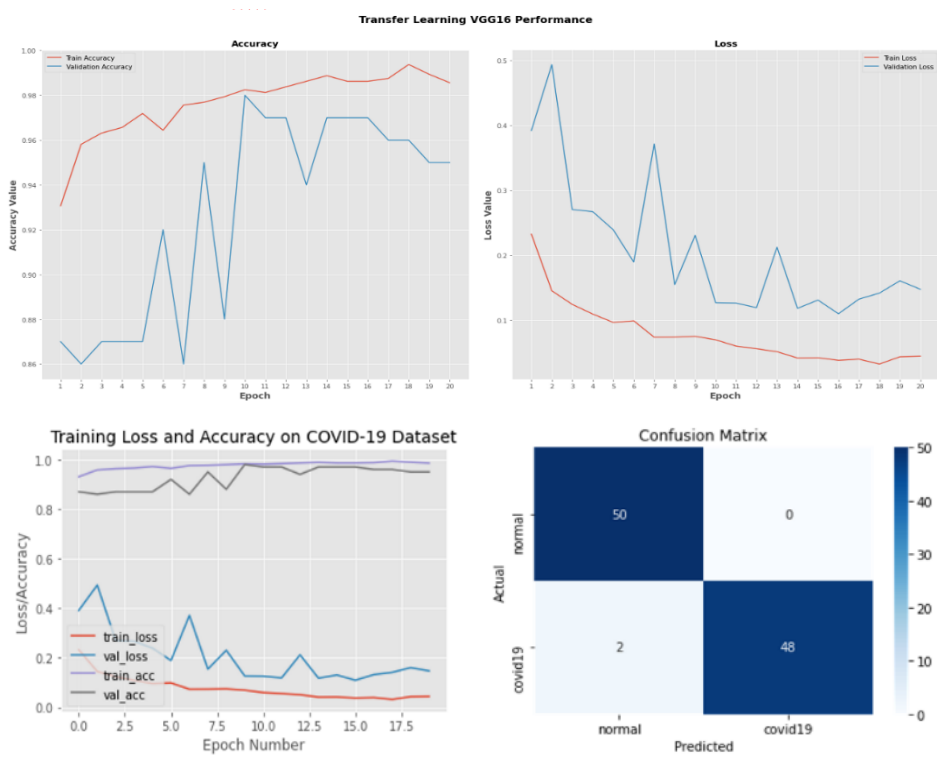 Transfer Learning VGG16 Performance
Accuracy
Train Accuracy
Validation Accuracy
1.00
0.98
0.96
0.94
0.92
0.90
0.88
0.86
Accuracy Value
1 2 3 4 5 6 7 8 9 10 11 12 13 14 15 16 17 18 19 20
Epoch
Loss
Train Loss
Validation Loss
0.5
0.4
0.3
0.2
0.1
Loss Value
1 2 3 4 5 6 7 8 9 10 11 12 13 14 15 16 17 18 19 20
Epoch
Training Loss and Accuracy on COVID-19 Dataset
1.0
0.8
0.6
0.4
0.2
0.0
Loss/Accuracy
train_loss
val_loss
train_acc
val_acc
0.0 2.5 5.0 7.5 10.0 12.5 15.0 17.5
Epoch Number
Confusion Matrix
Actual
normal
covid19
50 0
2 48
normal covid19
Predicted
50
40
30
20
10
0